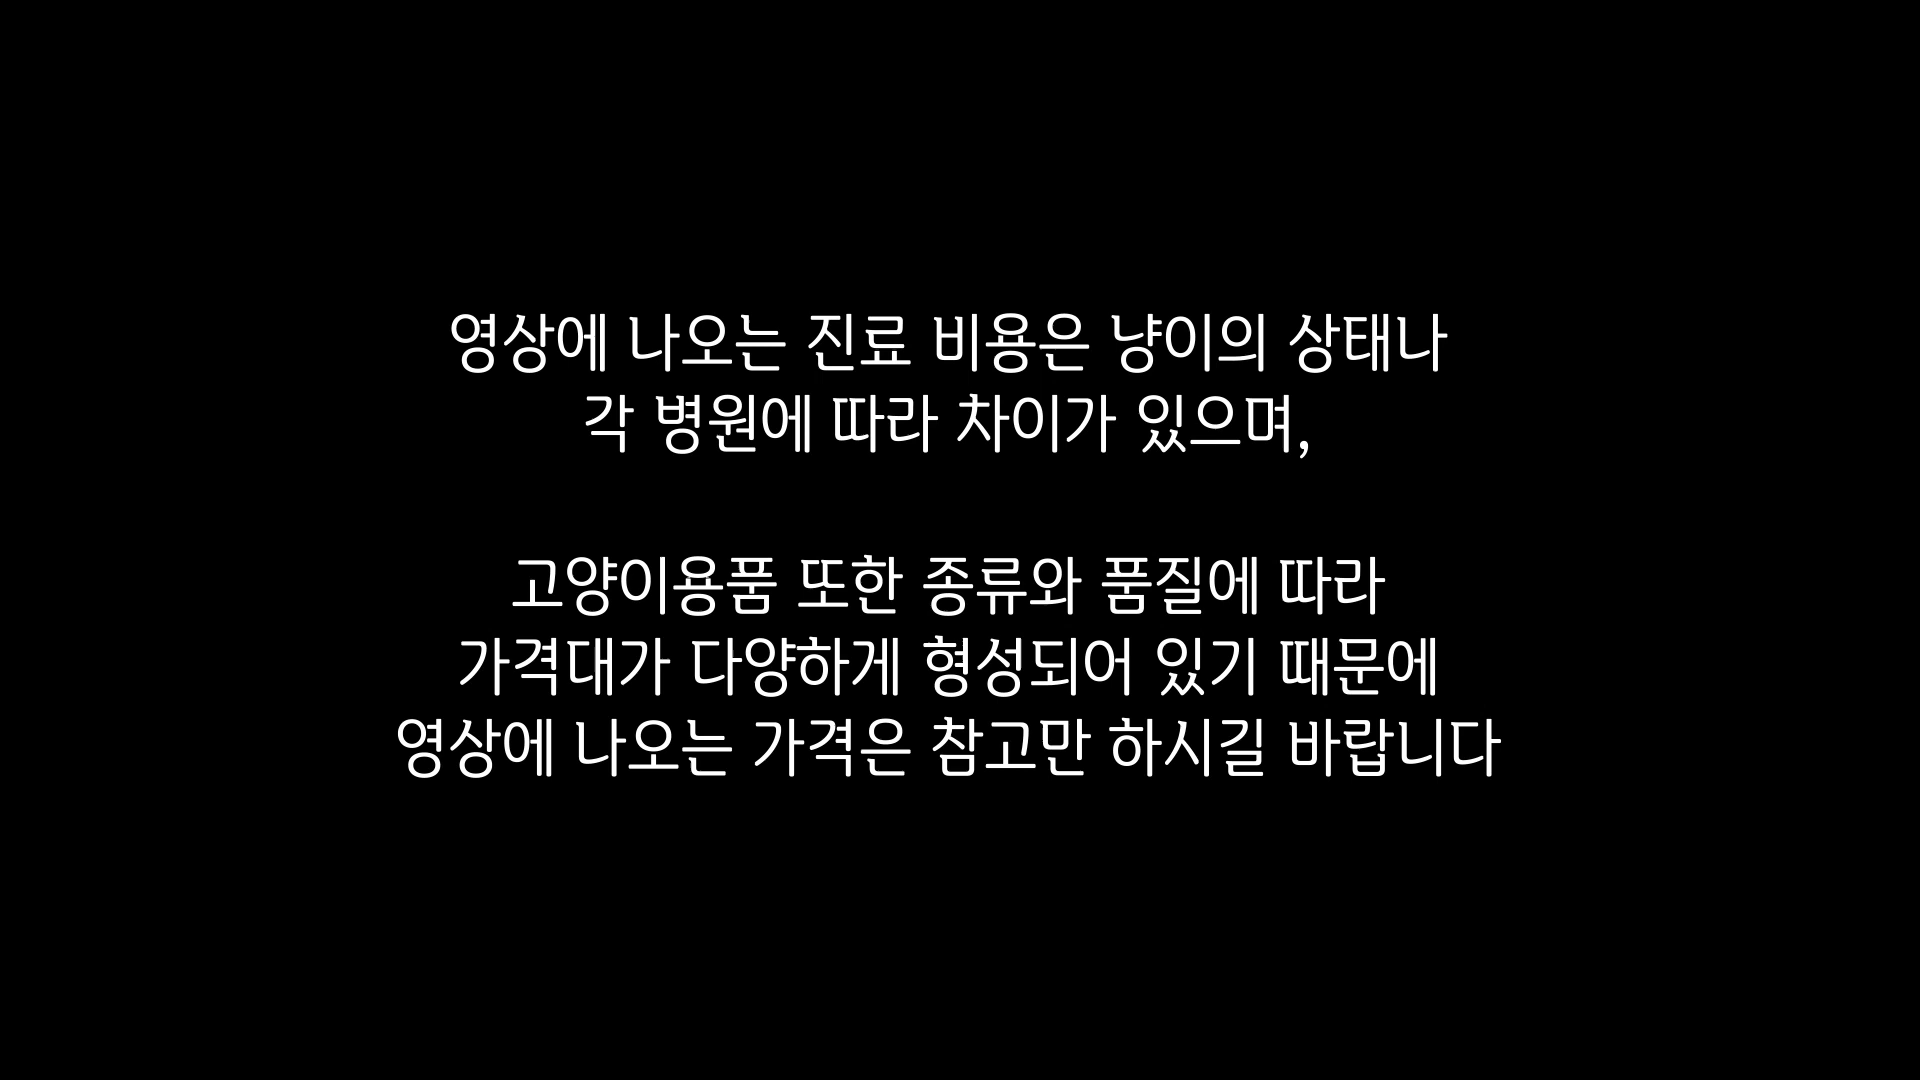 영상에 나오는 진료 비용은 냥이의 상태나
각 병원에 따라 차이가 있으며,
고양이용품 또한 종류와 품질에 따라
가격대가 다양하게 형성되어 있기 때문에
영상에 나오는 가격은 참고만 하시길 바랍니다